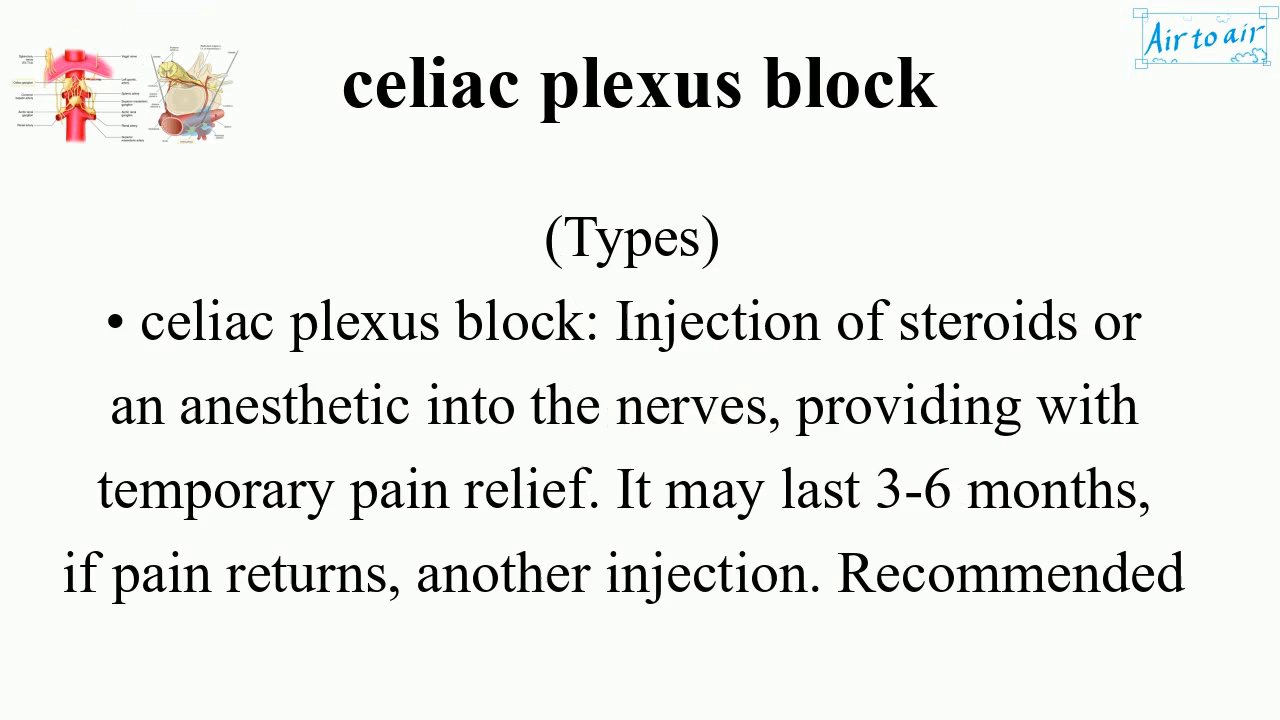 Air to air
celiac plexus block
(Types)
• celiac plexus block: Injection of steroids or
an anesthetic into the nerves, providing with
temporary pain relief. It may last 3-6 months,
if pain returns, another injection. Recommended